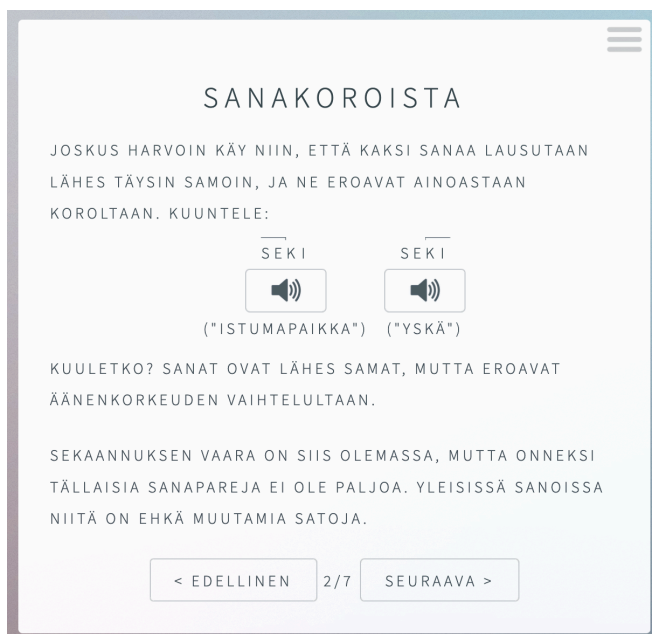 SANAKOROISTA
JOSKUS HARVOIN KÄY NIIN, ETTÄ KAKSI SANAA LAUSUTAAN
LÄHES TÄYSIN SAMOIN, JA NE EROAVAT AINOASTAAN
KOROLTAAN. KUUNTELE:
SEKI SEKI
("ISTUMAPAIKKA") ("YSKÄ")
KUULETKO? SANAT OVAT LÄHES SAMAT, MUTTA EROAVAT
ÄÄNENKORKEUDEN VAIHTELULTAAN.
SEKAANNUKSEN VAARA ON SIIS OLEMASSA, MUTTA ONNEKSI
TÄLLAISIA SANAPAREJA EI OLE PALJOA. YLEISISSÄ SANOISSA
NIITÄ ON EHKÄ MUUTAMIA SATOJA.
< EDELLINEN 2/7 SEURAAVA >